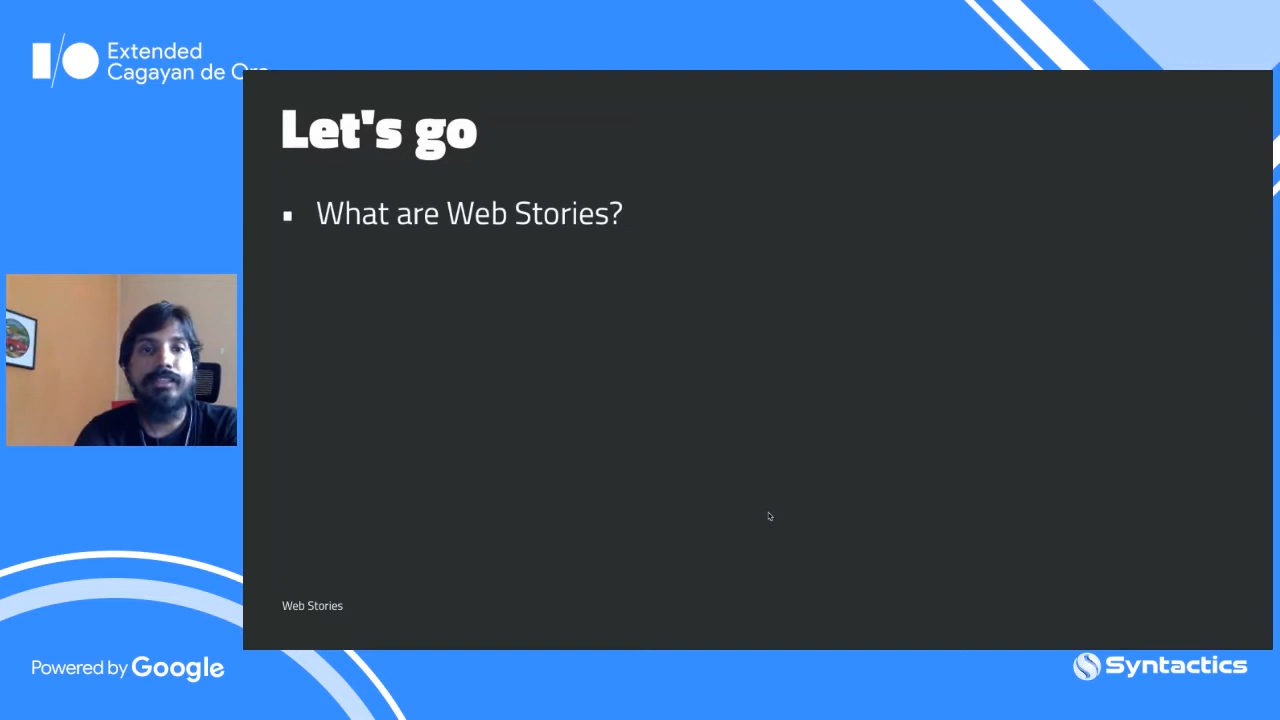 I/O Extended
Cagayan de Oro
Let's go
▪ What are Web Stories?
Web Stories
Powered by Google
Syntactics